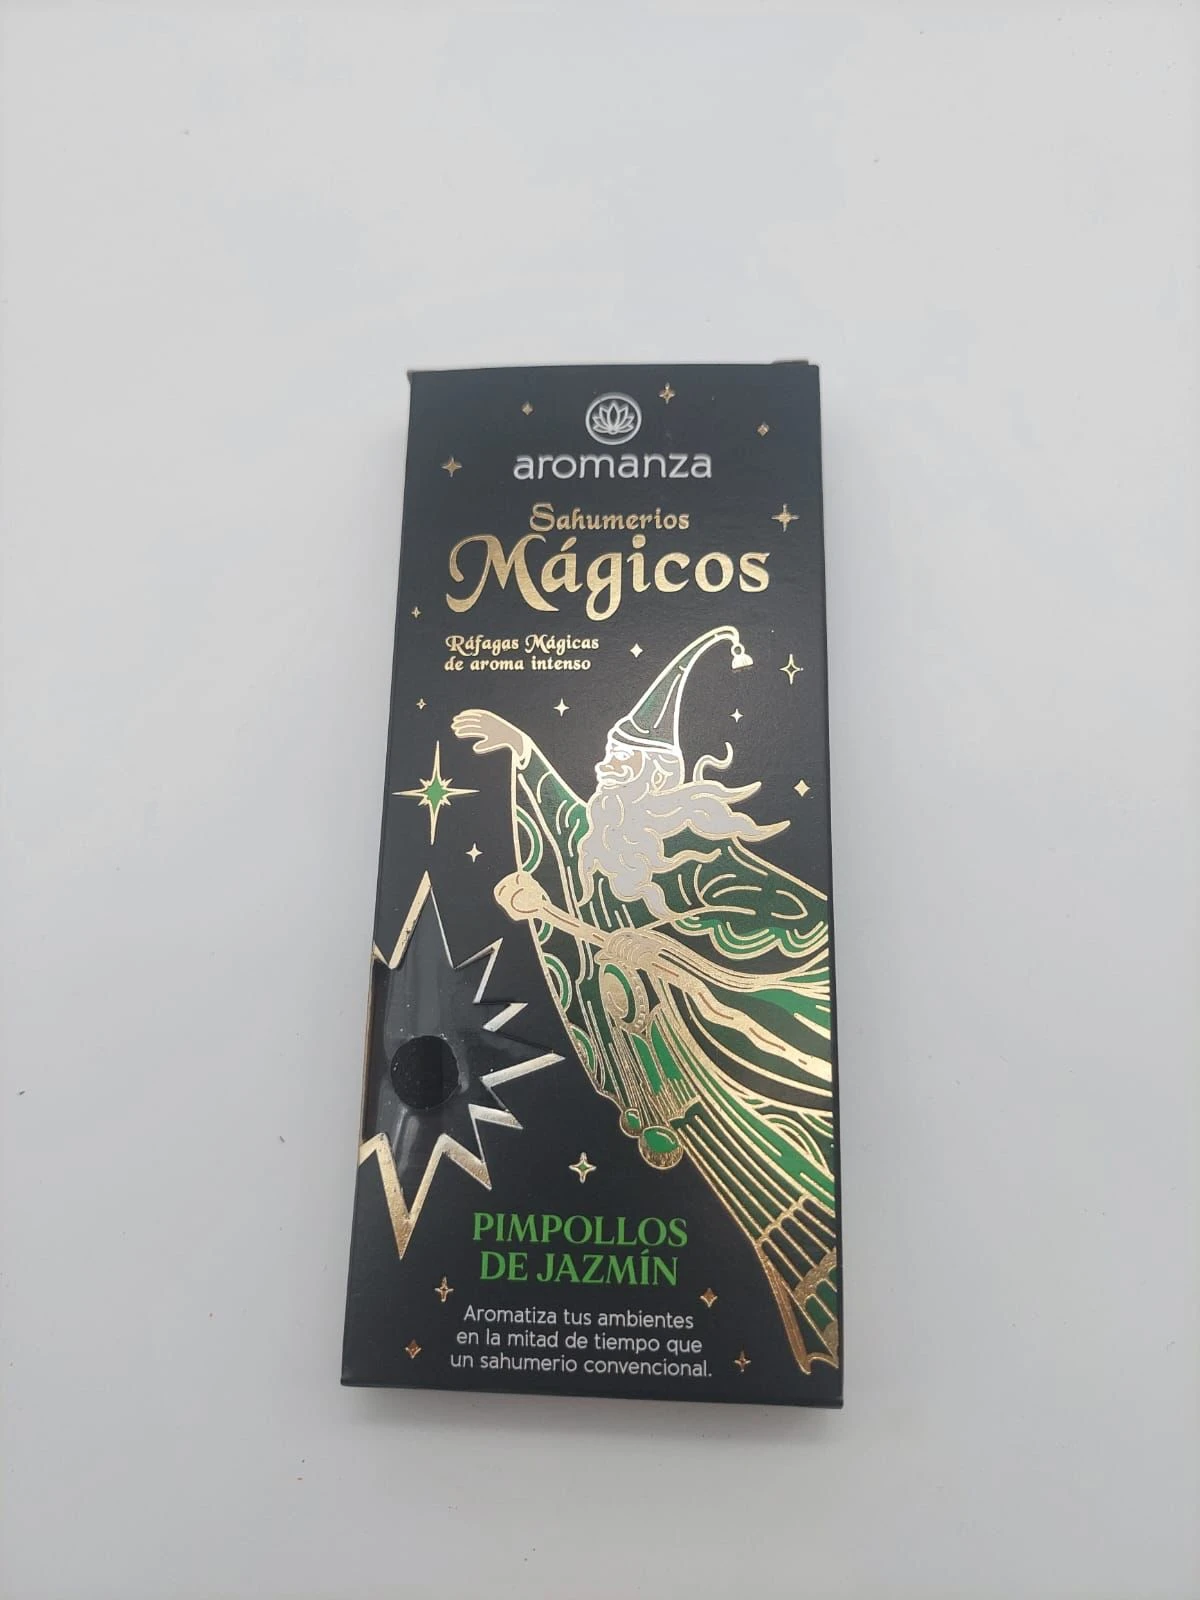 aromanza
Sahumerios
Mágicos
Ráfagas Mágicas
de aroma intenso
PIMPOLLOS
DE JAZMÍN
Aromatiza tus ambientes
en la mitad de tiempo que
un sahumerio convencional.